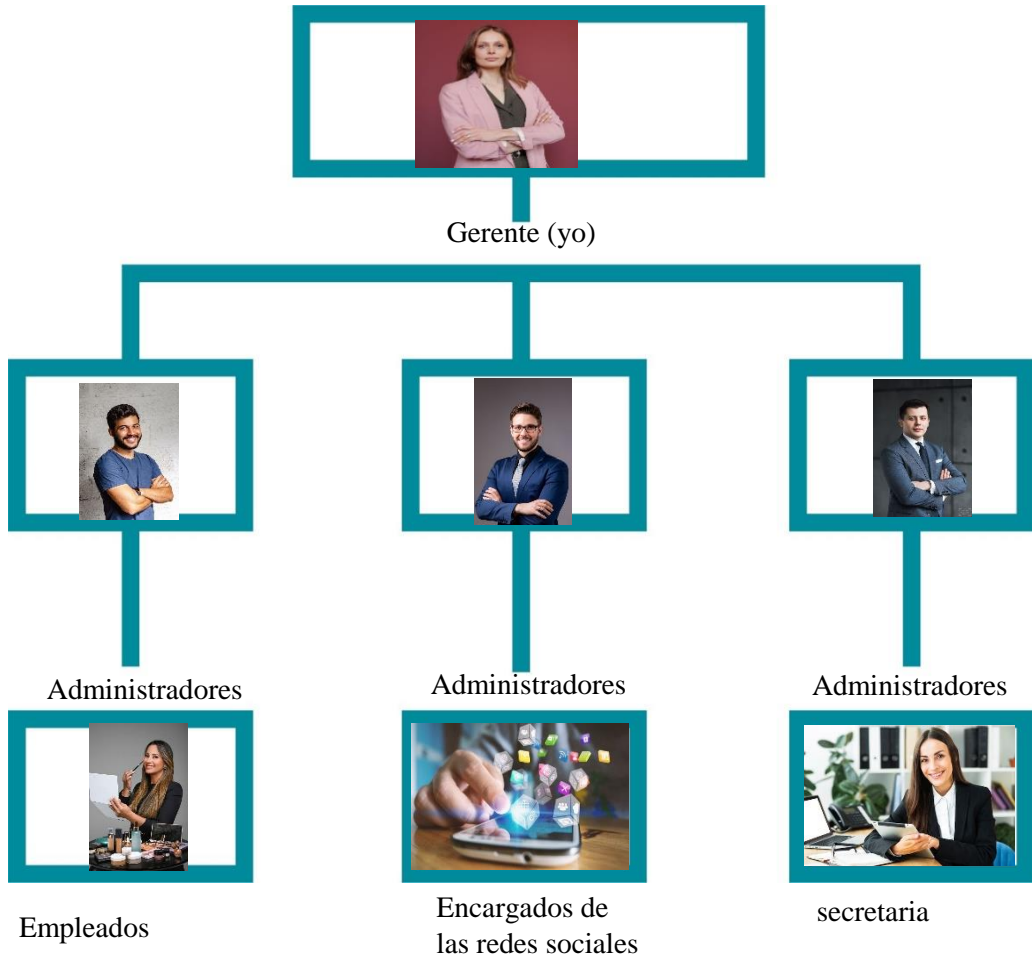 Gerente (yo)
Administradores
Administradores
Administradores
Empleados
Encargados de
las redes sociales
secretaria